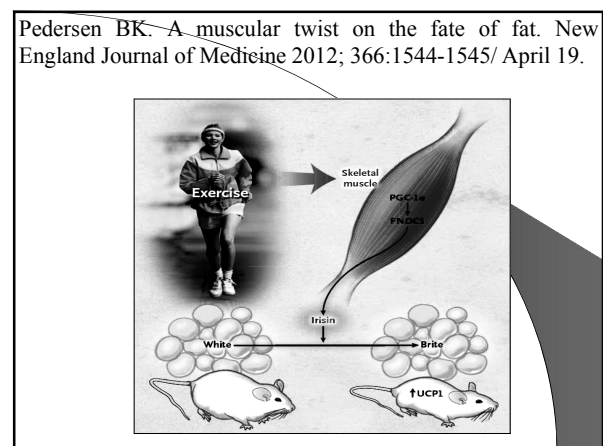 Pedersen BK. A muscular twist on the fate of fat. New
England Journal of Medicine 2012; 366:1544-1545/ April 19.
Exercise
Skeletal
muscle
PGC-1α
FNDC5
Irisin
White
Brite
↑UCP1